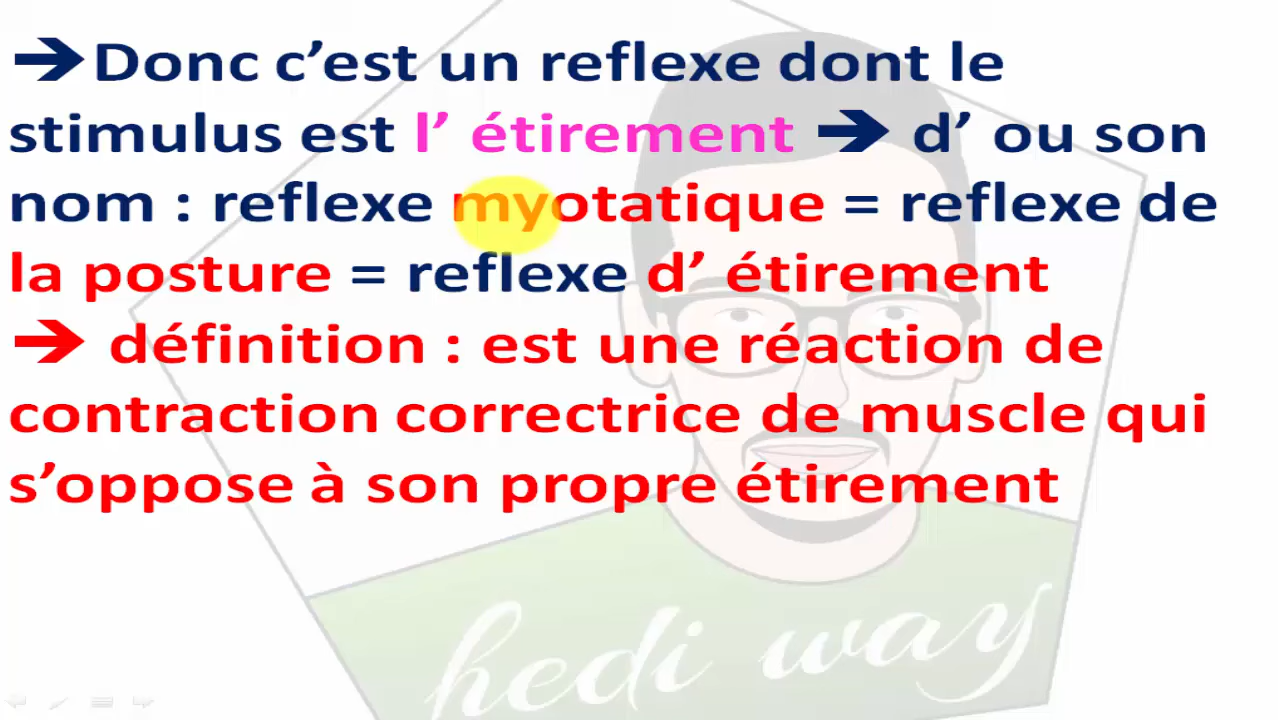 ➔Donc c’est un reflexe dont le
stimulus est l’ étirement ➔ d’ ou son
nom : reflexe myotatique = reflexe de
la posture = reflexe d’ étirement
➔ définition : est une réaction de
contraction correctrice de muscle qui
s’oppose à son propre étirement
hedi way